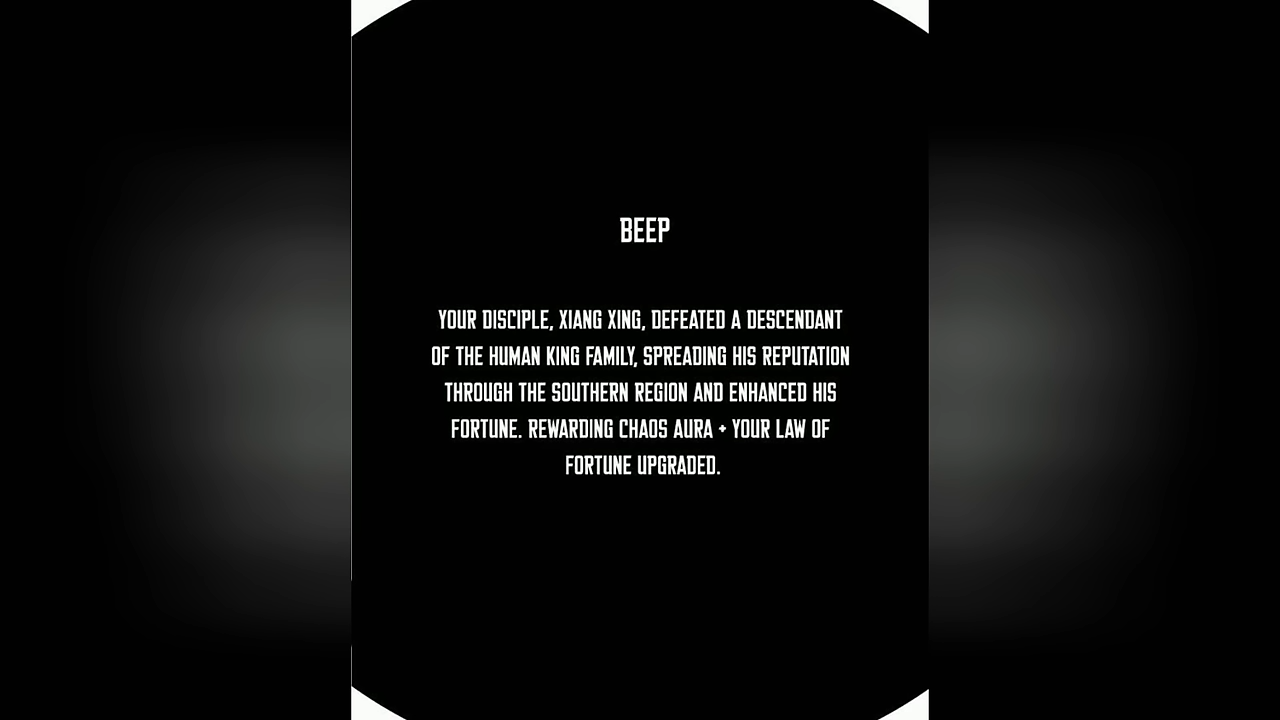 BEEP
YOUR DISCIPLE, XIANG XING, DEFEATED A DESCENDANT
OF THE HUMAN KING FAMILY, SPREADING HIS REPUTATION
THROUGH THE SOUTHERN REGION AND ENHANCED HIS
FORTUNE. REWARDING CHAOS AURA + YOUR LAW OF
FORTUNE UPGRADED.